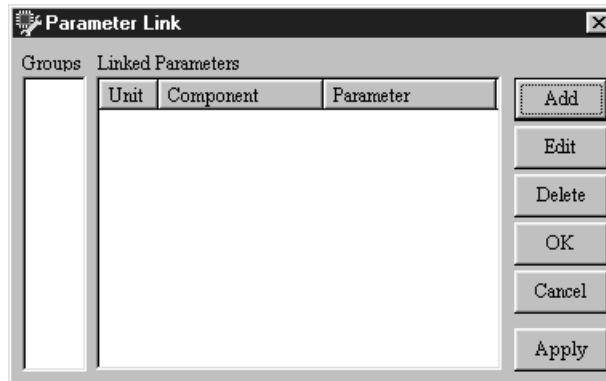 Parameter Link
Groups Linked Parameters
Unit Component Parameter
Add
Edit
Delete
OK
Cancel
Apply